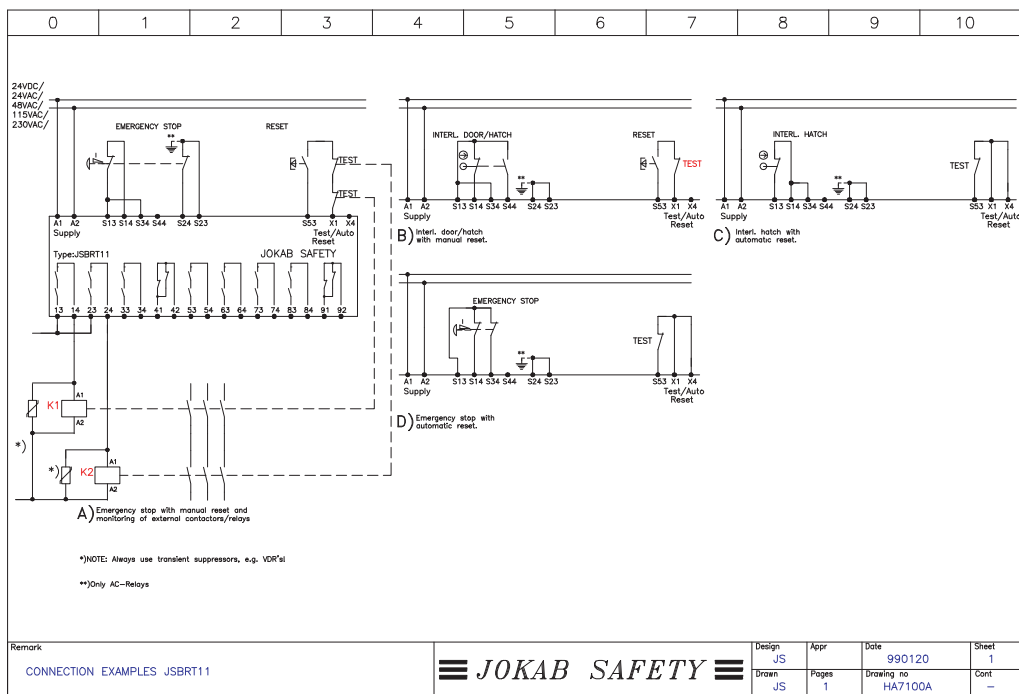 0 1 2 3 4 5 6 7 8 9 10
24VDC/
24VAC/
48VAC/
115VAC/
230VAC/
EMERGENCY STOP
**
RESET
TEST
TEST
A1 A2 S13 S14 S34 S44 S24 S23 S53 X1 X4
Supply
Test/Auto
Reset
Type:JSBRT11
JOKAB SAFETY
13 14 23 24 33 34 41 42 53 54 63 64 73 74 83 84 91 92
K1
A1
A2
*)
K2
A1
A2
*)
A) Emergency stop with manual reset and
monitoring of external contactors/relays
*)NOTE: Always use transient suppressors, e.g. VDR's!
**)Only AC-Relays
INTERL. DOOR/HATCH
**
RESET
TEST
A1 A2 S13 S14 S34 S44 S24 S23 S53 X1 X4
Supply
Test/Auto
Reset
B) Interl. door/hatch
with manual reset.
INTERL. HATCH
**
TEST
A1 A2 S13 S14 S34 S44 S24 S23 S53 X1 X4
Supply
Test/Auto
Reset
C) Interl. hatch with
automatic reset.
EMERGENCY STOP
**
TEST
A1 A2 S13 S14 S34 S44 S24 S23 S53 X1 X4
Supply
Test/Auto
Reset
D) Emergency stop with
automatic reset.
Remark
CONNECTION EXAMPLES JSBRT11
JOKAB SAFETY
Design Appr Date Sheet
JS 990120 1
Drawn Pages Drawing no Cont
JS 1 HA7100A –